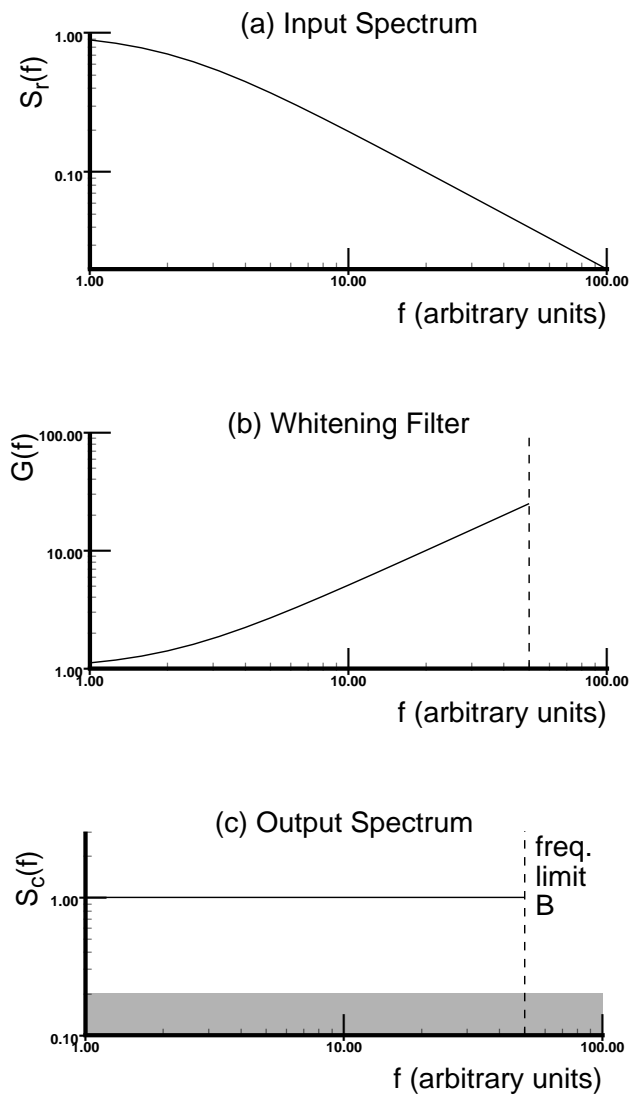 (a) Input Spectrum
1.00
S_r(f)
0.10
1.00 10.00 100.00
f (arbitrary units)
(b) Whitening Filter
100.00
G(f)
10.00
1.00
1.00 10.00 100.00
f (arbitrary units)
(c) Output Spectrum
S_c(f)
freq.
limit
B
1.00
0.10
1.00 10.00 100.00
f (arbitrary units)